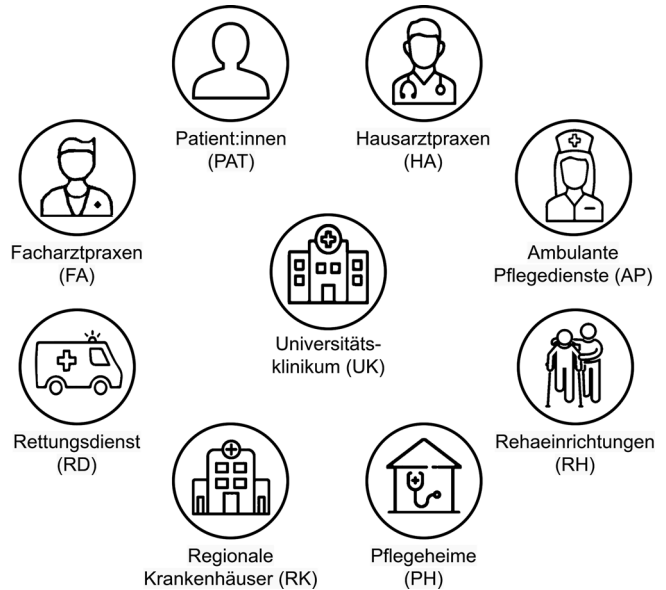 Patient:innen
(PAT)
Hausarztpraxen
(HA)
Facharztpraxen
(FA)
Ambulante
Pflegedienste (AP)
Universitäts-
klinikum (UK)
Rettungsdienst
(RD)
Rehaeinrichtungen
(RH)
Regionale
Krankenhäuser (RK)
Pflegeheime
(PH)